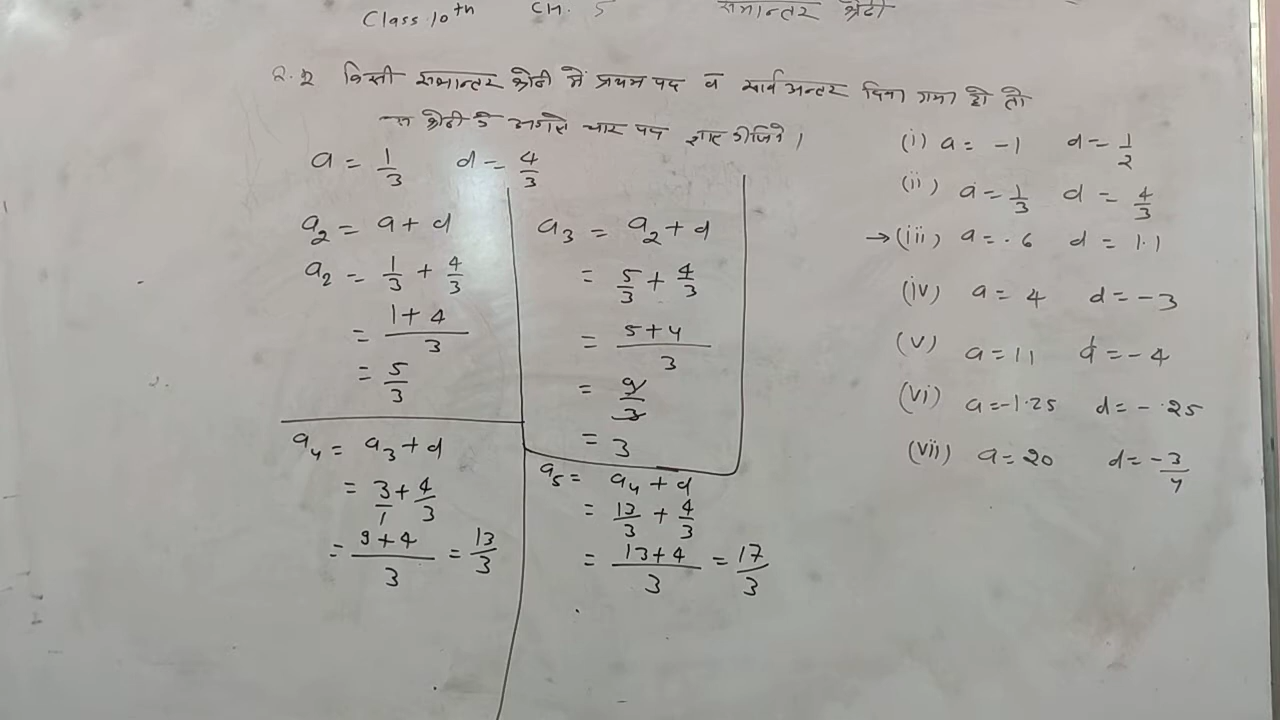 Class 10th CH. 5 समान्तर श्रेढी
किसी समान्तर श्रेढी में प्रथम पद व सार्वअन्तर दिया गया हो तो
श्रेढी के अगले चार पद ज्ञात कीजिये।
a = 1/3 d = 4/3
a₂ = a + d
a₂ = 1/3 + 4/3
= (1+4)/3
= 5/3
a₃ = a₂ + d
= 5/3 + 4/3
= (5+4)/3
= 9/3
= 3
a₄ = a₃ + d
= 3/1 + 4/3
= (9+4)/3 = 13/3
a₅ = a₄ + d
= 13/3 + 4/3
= (13+4)/3 = 17/3
(i) a = -1 d = 1/2
(ii) a = 1/3 d = 4/3
→ (iii) a = .6 d = 1.1
(iv) a = 4 d = -3
(v) a = 11 d = -4
(vi) a = -1.25 d = -.25
(vii) a = 20 d = -3/4